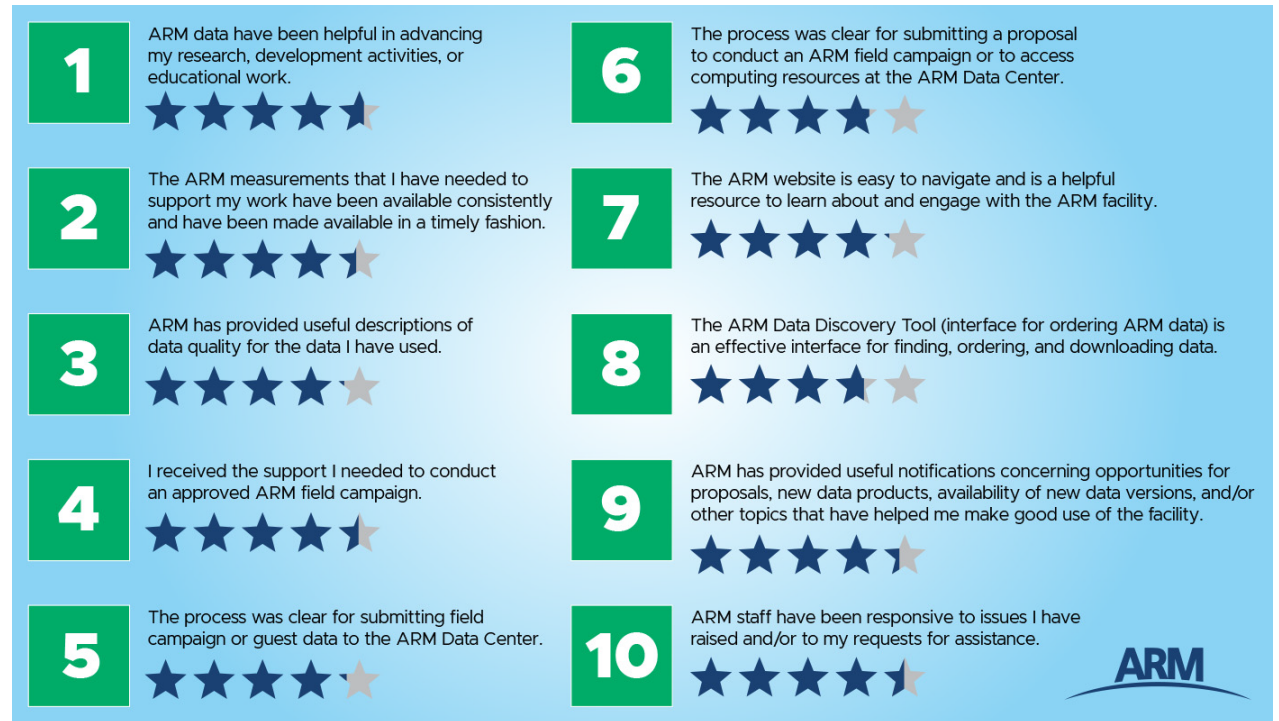 1
ARM data have been helpful in advancing
my research, development activities, or
educational work.
2
The ARM measurements that I have needed to
support my work have been available consistently
and have been made available in a timely fashion.
3
ARM has provided useful descriptions of
data quality for the data I have used.
4
I received the support I needed to conduct
an approved ARM field campaign.
5
The process was clear for submitting field
campaign or guest data to the ARM Data Center.
6
The process was clear for submitting a proposal
to conduct an ARM field campaign or to access
computing resources at the ARM Data Center.
7
The ARM website is easy to navigate and is a helpful
resource to learn about and engage with the ARM facility.
8
The ARM Data Discovery Tool (interface for ordering ARM data) is
an effective interface for finding, ordering, and downloading data.
9
ARM has provided useful notifications concerning opportunities for
proposals, new data products, availability of new data versions, and/or
other topics that have helped me make good use of the facility.
10
ARM staff have been responsive to issues I have
raised and/or to my requests for assistance.
ARM